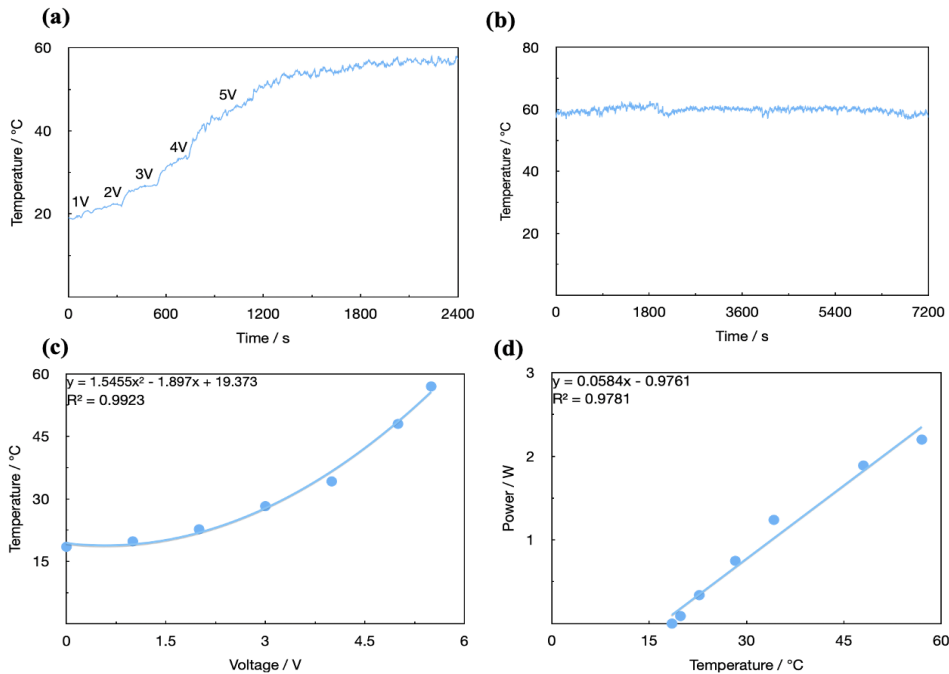 (a)
60
40
20
Temperature / °C
1V
2V
3V
4V
5V
0
600
1200
1800
2400
Time / s
(b)
80
60
40
20
Temperature / °C
0
1800
3600
5400
7200
Time / s
(c)
y = 1.5455x² - 1.897x + 19.373
R² = 0.9923
60
45
30
15
Temperature / °C
0
1.5
3
4.5
6
Voltage / V
(d)
y = 0.0584x - 0.9761
R² = 0.9781
3
2
1
Power / W
0
15
30
45
60
Temperature / °C